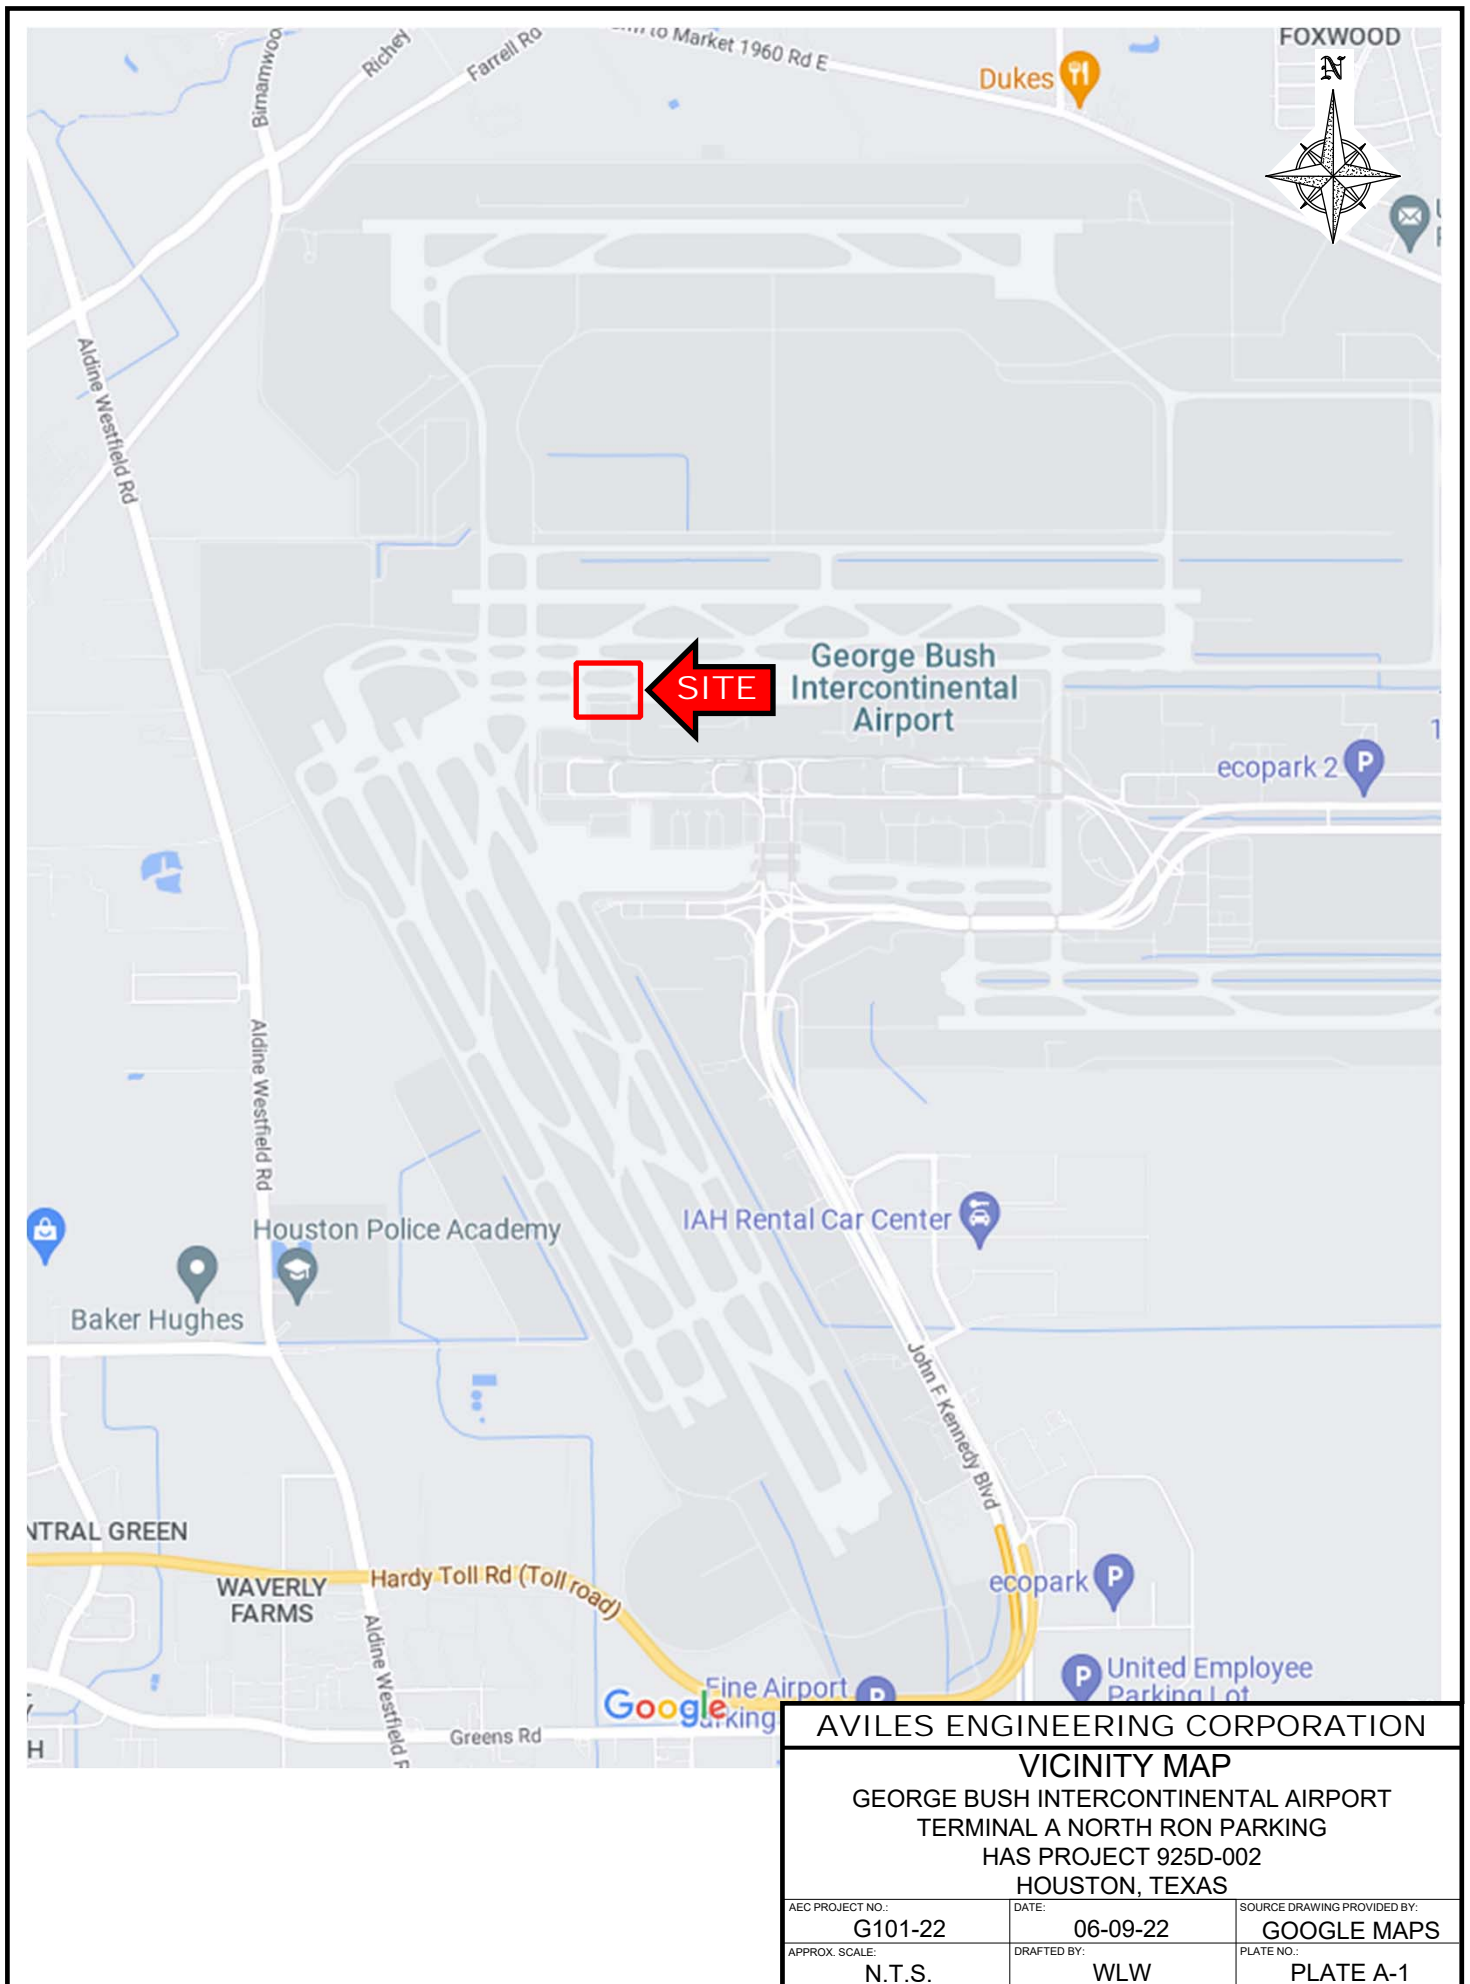 FOXWOOD
Richey
Farrell Rd
to Market 1960 Rd E
Dukes
N
Aldine Westfield Rd
SITE
George Bush
Intercontinental
Airport
1
ecopark 2
P
Aldine Westfield Rd
Houston Police Academy
IAH Rental Car Center
Baker Hughes
John F Kennedy Blvd
NTRAL GREEN
WAVERLY
FARMS
Hardy Toll Rd (Toll road)
ecopark
P
Aldine Westfield R
P
United Employee
Parking Lot
Fine Airport
P
Google
arking
Greens Rd
H
AVILES ENGINEERING CORPORATION
VICINITY MAP
GEORGE BUSH INTERCONTINENTAL AIRPORT
TERMINAL A NORTH RON PARKING
HAS PROJECT 925D-002
HOUSTON, TEXAS
AEC PROJECT NO.:
G101-22
DATE:
06-09-22
SOURCE DRAWING PROVIDED BY:
GOOGLE MAPS
APPROX. SCALE:
N.T.S.
DRAFTED BY:
WLW
PLATE NO.:
PLATE A-1